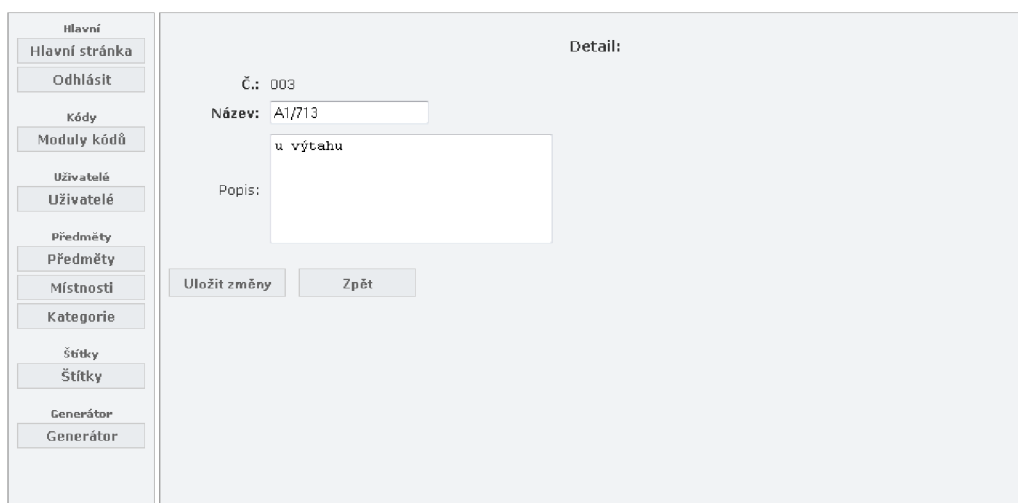 Hlavní
Hlavní stránka
Odhlásit
Kódy
Moduly kódů
Uživatelé
Uživatelé
Předměty
Předměty
Místnosti
Kategorie
Štítky
Štítky
Generátor
Generátor
Detail:
Č.: 003
Název: A1/713
Popis: u výtahu
Uložit změny Zpět